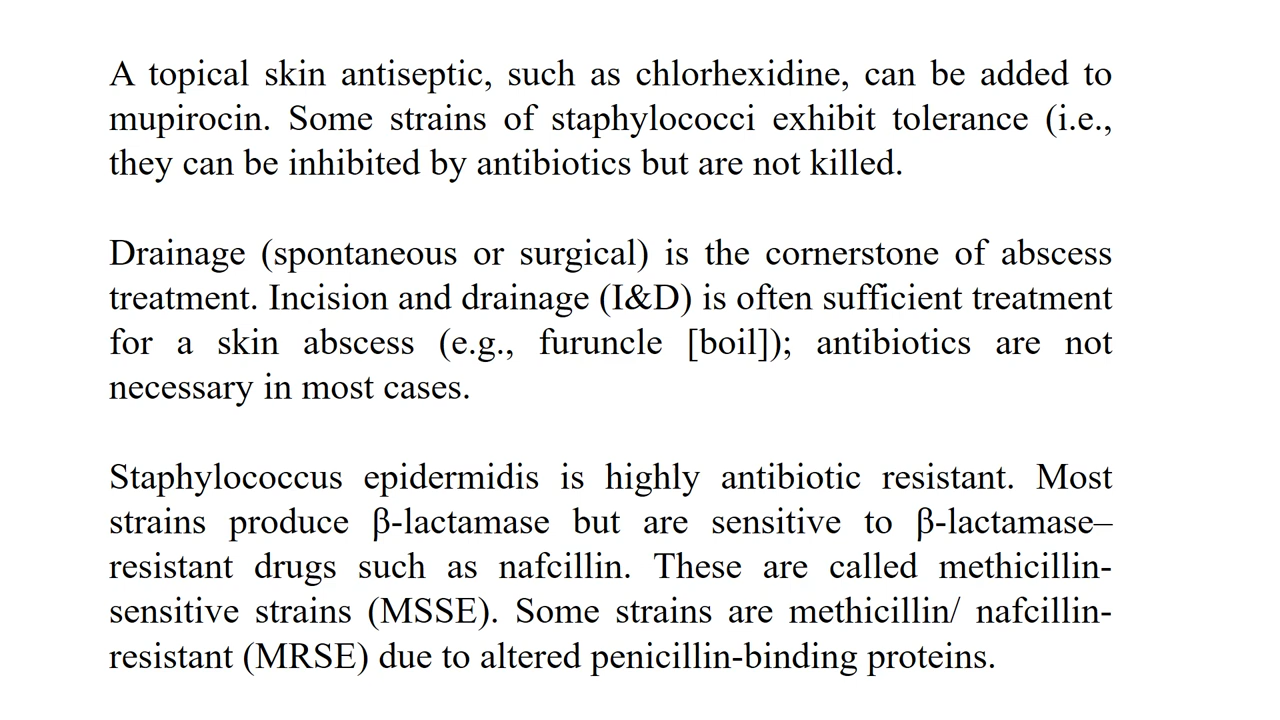 A topical skin antiseptic, such as chlorhexidine, can be added to
mupirocin. Some strains of staphylococci exhibit tolerance (i.e.,
they can be inhibited by antibiotics but are not killed.
Drainage (spontaneous or surgical) is the cornerstone of abscess
treatment. Incision and drainage (I&D) is often sufficient treatment
for a skin abscess (e.g., furuncle [boil]); antibiotics are not
necessary in most cases.
Staphylococcus epidermidis is highly antibiotic resistant. Most
strains produce β-lactamase but are sensitive to β-lactamase–
resistant drugs such as nafcillin. These are called methicillin-
sensitive strains (MSSE). Some strains are methicillin/ nafcillin-
resistant (MRSE) due to altered penicillin-binding proteins.